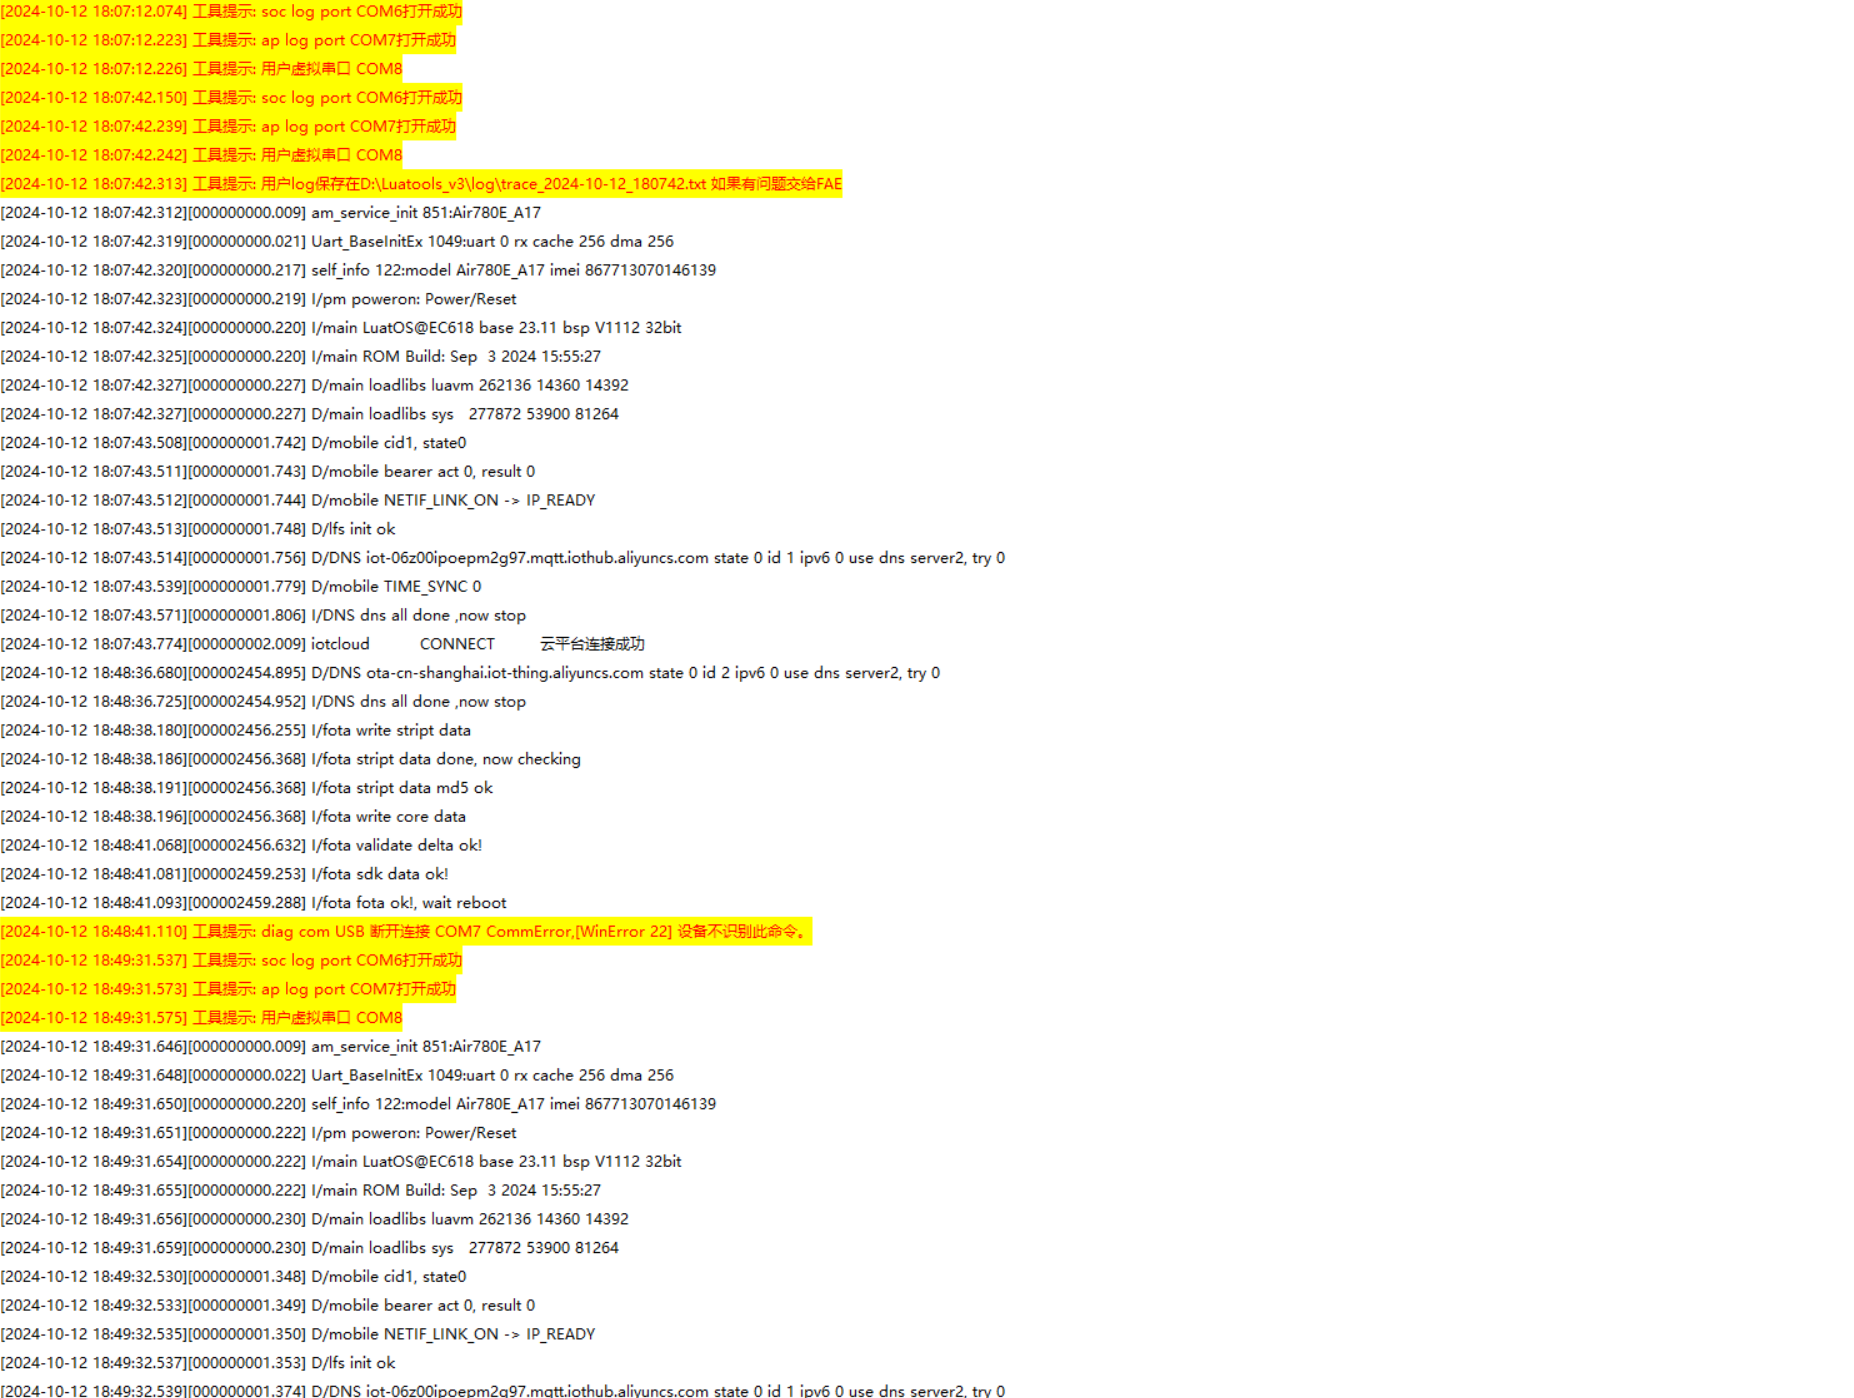 [2024-10-12 18:07:12.074] 工具提示: soc log port COM6打开成功
[2024-10-12 18:07:12.223] 工具提示: ap log port COM7打开成功
[2024-10-12 18:07:12.226] 工具提示: 用户虚拟串口 COM8
[2024-10-12 18:07:42.150] 工具提示: soc log port COM6打开成功
[2024-10-12 18:07:42.239] 工具提示: ap log port COM7打开成功
[2024-10-12 18:07:42.242] 工具提示: 用户虚拟串口 COM8
[2024-10-12 18:07:42.313] 工具提示: 用户log保存在D:\Luatools_v3\log\trace_2024-10-12_180742.txt 如果有问题交给FAE
[2024-10-12 18:07:42.312][000000000.009] am_service_init 851:Air780E_A17
[2024-10-12 18:07:42.319][000000000.021] Uart_BaseInitEx 1049:uart 0 rx cache 256 dma 256
[2024-10-12 18:07:42.320][000000000.217] self_info 122:model Air780E_A17 imei 867713070146139
[2024-10-12 18:07:42.323][000000000.219] I/pm poweron: Power/Reset
[2024-10-12 18:07:42.324][000000000.220] I/main LuatOS@EC618 base 23.11 bsp V1112 32bit
[2024-10-12 18:07:42.325][000000000.220] I/main ROM Build: Sep  3 2024 15:55:27
[2024-10-12 18:07:42.327][000000000.227] D/main loadlibs luavm 262136 14360 14392
[2024-10-12 18:07:42.327][000000000.227] D/main loadlibs sys   277872 53900 81264
[2024-10-12 18:07:43.508][000000001.742] D/mobile cid1, state0
[2024-10-12 18:07:43.511][000000001.743] D/mobile bearer act 0, result 0
[2024-10-12 18:07:43.512][000000001.744] D/mobile NETIF_LINK_ON -> IP_READY
[2024-10-12 18:07:43.513][000000001.748] D/lfs init ok
[2024-10-12 18:07:43.514][000000001.756] D/DNS iot-06z00ipoepm2g97.mqtt.iothub.aliyuncs.com state 0 id 1 ipv6 0 use dns server2, try 0
[2024-10-12 18:07:43.539][000000001.779] D/mobile TIME_SYNC 0
[2024-10-12 18:07:43.571][000000001.806] I/DNS dns all done ,now stop
[2024-10-12 18:07:43.774][000000002.009] iotcloud          CONNECT         云平台连接成功
[2024-10-12 18:48:36.680][000002454.895] D/DNS ota-cn-shanghai.iot-thing.aliyuncs.com state 0 id 2 ipv6 0 use dns server2, try 0
[2024-10-12 18:48:36.725][000002454.952] I/DNS dns all done ,now stop
[2024-10-12 18:48:38.180][000002456.255] I/fota write stript data
[2024-10-12 18:48:38.186][000002456.368] I/fota stript data done, now checking
[2024-10-12 18:48:38.191][000002456.368] I/fota stript data md5 ok
[2024-10-12 18:48:38.196][000002456.368] I/fota write core data
[2024-10-12 18:48:41.068][000002456.632] I/fota validate delta ok!
[2024-10-12 18:48:41.081][000002459.253] I/fota sdk data ok!
[2024-10-12 18:48:41.093][000002459.288] I/fota fota ok!, wait reboot
[2024-10-12 18:48:41.110] 工具提示: diag com USB 断开连接 COM7 CommError,[WinError 22] 设备不识别此命令。
[2024-10-12 18:49:31.537] 工具提示: soc log port COM6打开成功
[2024-10-12 18:49:31.573] 工具提示: ap log port COM7打开成功
[2024-10-12 18:49:31.575] 工具提示: 用户虚拟串口 COM8
[2024-10-12 18:49:31.646][000000000.009] am_service_init 851:Air780E_A17
[2024-10-12 18:49:31.648][000000000.022] Uart_BaseInitEx 1049:uart 0 rx cache 256 dma 256
[2024-10-12 18:49:31.650][000000000.220] self_info 122:model Air780E_A17 imei 867713070146139
[2024-10-12 18:49:31.651][000000000.222] I/pm poweron: Power/Reset
[2024-10-12 18:49:31.654][000000000.222] I/main LuatOS@EC618 base 23.11 bsp V1112 32bit
[2024-10-12 18:49:31.655][000000000.222] I/main ROM Build: Sep  3 2024 15:55:27
[2024-10-12 18:49:31.656][000000000.230] D/main loadlibs luavm 262136 14360 14392
[2024-10-12 18:49:31.659][000000000.230] D/main loadlibs sys   277872 53900 81264
[2024-10-12 18:49:32.530][000000001.348] D/mobile cid1, state0
[2024-10-12 18:49:32.533][000000001.349] D/mobile bearer act 0, result 0
[2024-10-12 18:49:32.535][000000001.350] D/mobile NETIF_LINK_ON -> IP_READY
[2024-10-12 18:49:32.537][000000001.353] D/lfs init ok
[2024-10-12 18:49:32.539][000000001.374] D/DNS iot-06z00ipoepm2g97.mqtt.iothub.aliyuncs.com state 0 id 1 ipv6 0 use dns server2, try 0